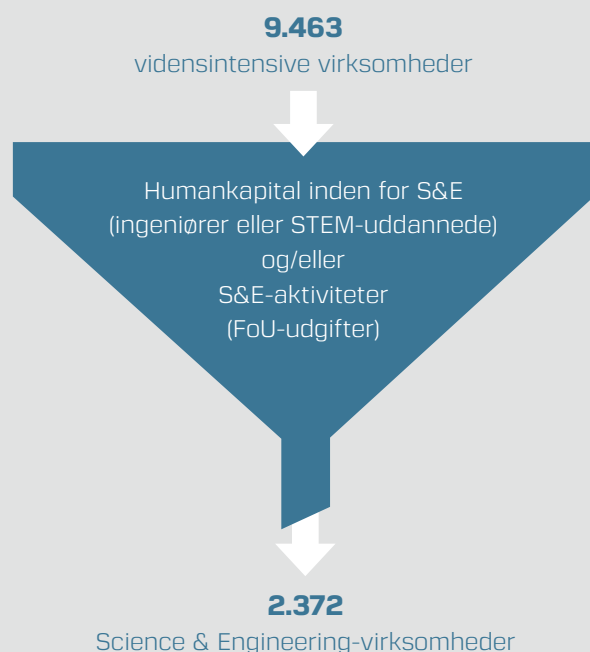 9.463
vidensintensive virksomheder
Humankapital inden for S&E
(ingeniører eller STEM-uddannede)
og/eller
S&E-aktiviteter
(FoU-udgifter)
2.372
Science & Engineering-virksomheder